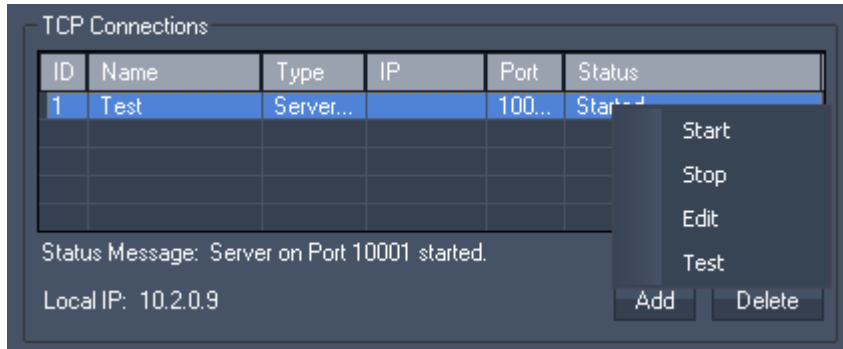 TCP Connections
ID Name Type IP Port Status
1 Test Server... 100... Started
Start
Stop
Edit
Test
Status Message: Server on Port 10001 started.
Local IP: 10.2.0.9
Add Delete